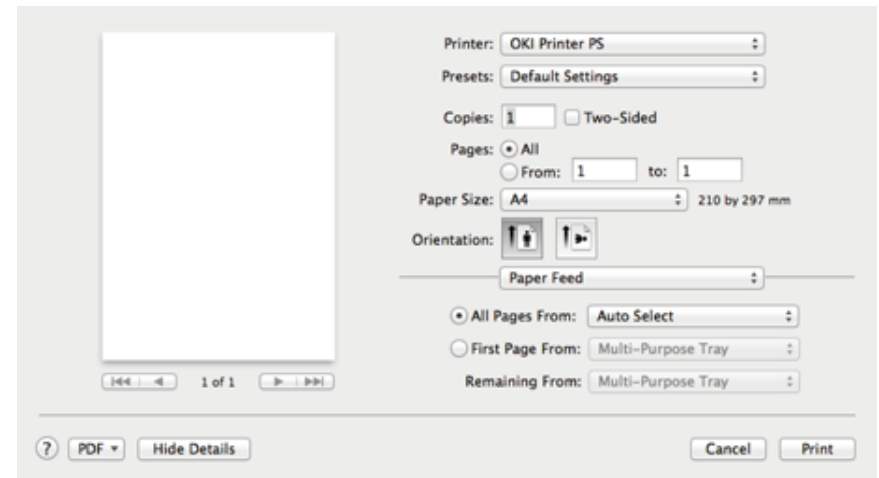 Printer: OKI Printer PS
Presets: Default Settings
Copies: 1 Two-Sided
Pages: All
From: 1 to: 1
Paper Size: A4 210 by 297 mm
Orientation:
Paper Feed
All Pages From: Auto Select
First Page From: Multi-Purpose Tray
Remaining From: Multi-Purpose Tray
1 of 1
? PDF Hide Details Cancel Print